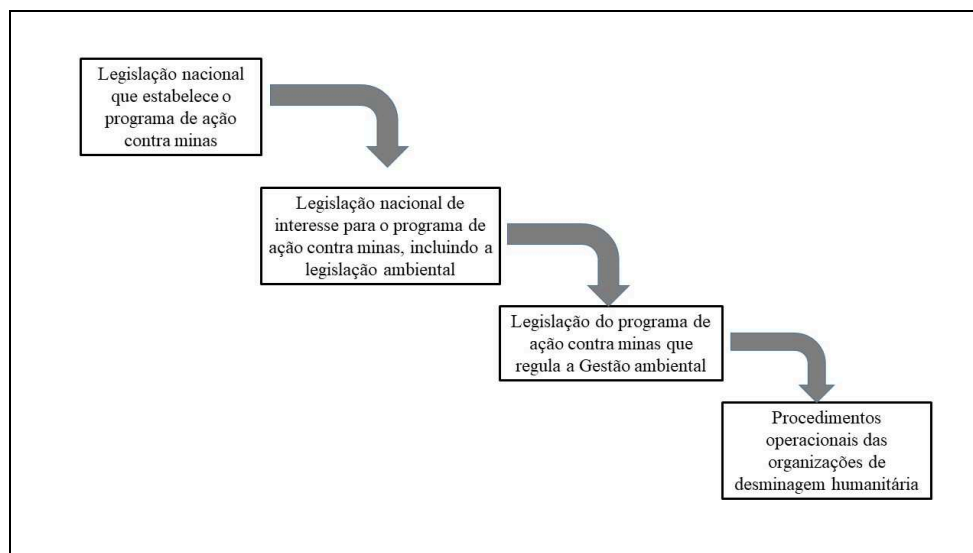 Legislação nacional
que estabelece o
programa de ação
contra minas
Legislação nacional de
interesse para o programa de
ação contra minas, incluindo a
legislação ambiental
Legislação do programa de
ação contra minas que
regula a Gestão ambiental
Procedimentos
operacionais das
organizações de
desminagem humanitária